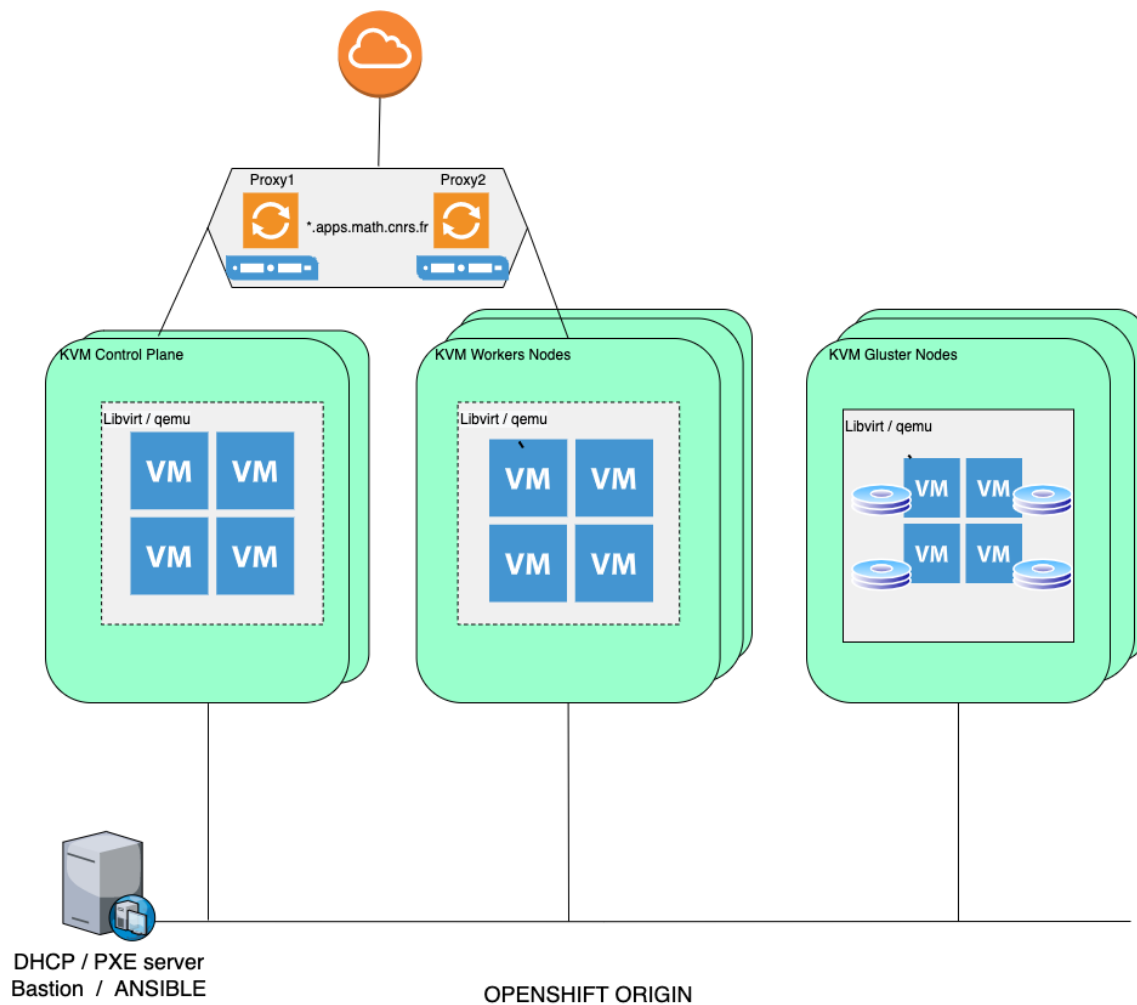 Proxy1
Proxy2
*.apps.math.cnrs.fr
KVM Control Plane
KVM Workers Nodes
KVM Gluster Nodes
Libvirt / qemu
Libvirt / qemu
Libvirt / qemu
VM
VM
VM
VM
VM
VM
VM
VM
VM
VM
VM
VM
DHCP / PXE server
Bastion / ANSIBLE
OPENSHIFT ORIGIN